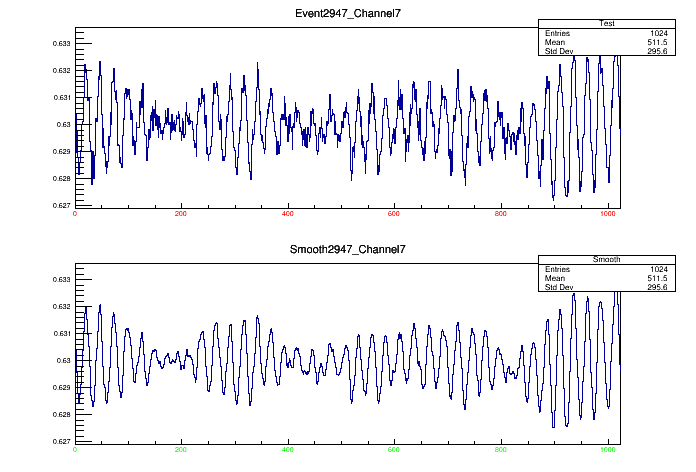 Event2947_Channel7
Test
Entries 1024
Mean 511.5
Std Dev 295.6
0.633
0.632
0.631
0.63
0.629
0.628
0.627
0 200 400 600 800 1000
Smooth2947_Channel7
Smooth
Entries 1024
Mean 511.5
Std Dev 295.6
0.633
0.632
0.631
0.63
0.629
0.628
0.627
0 200 400 600 800 1000